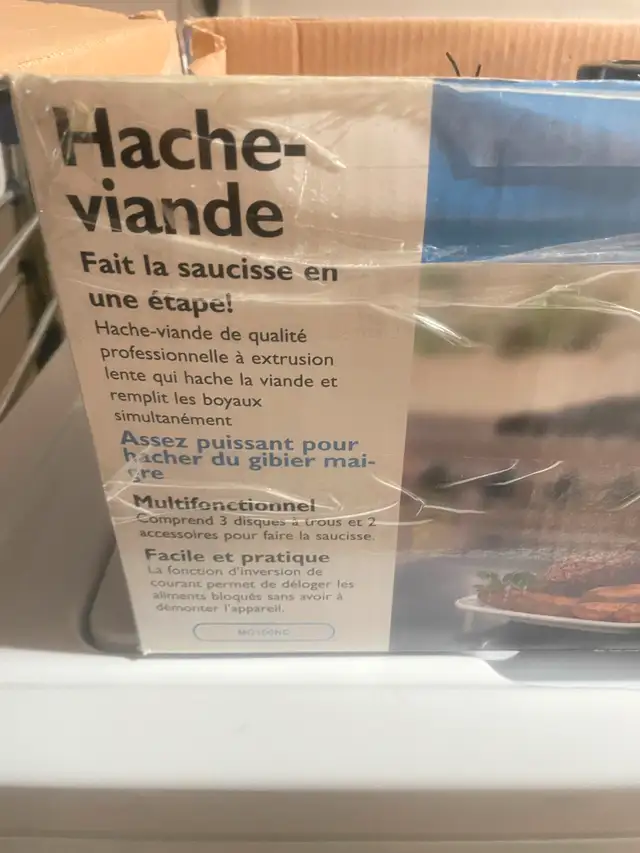 Hache-
viande
Fait la saucisse en
une étape!
Hache-viande de qualité
professionnelle à extrusion
lente qui hache la viande et
remplit les boyaux
simultanément
Assez puissant pour
hacher du gibier mai-
gre
Multifonctionnel
Comprend 3 disques à trous et 2
accessoires pour faire la saucisse.
Facile et pratique
La fonction d'inversion de
courant permet de déloger les
aliments bloqués sans avoir à
démonter l'appareil.